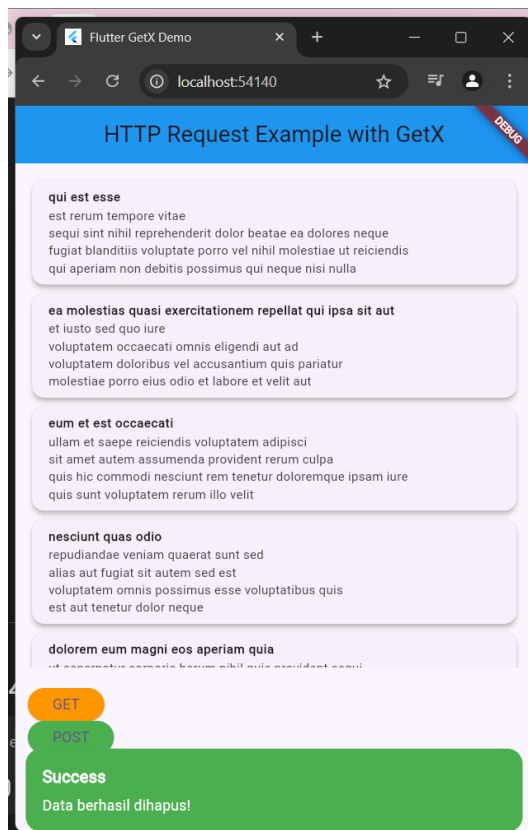 Flutter GetX Demo
localhost:54140
HTTP Request Example with GetX
DEBUG
qui est esse
est rerum tempore vitae
sequi sint nihil reprehenderit dolor beatae ea dolores neque
fugiat blanditiis voluptate porro vel nihil molestiae ut reiciendis
qui aperiam non debitis possimus qui neque nisi nulla
ea molestias quasi exercitationem repellat qui ipsa sit aut
et iusto sed quo iure
voluptatem occaecati omnis eligendi aut ad
voluptatem doloribus vel accusantium quis pariatur
molestiae porro eius odio et labore et velit aut
eum et est occaecati
ullam et saepe reiciendis voluptatem adipisci
sit amet autem assumenda provident rerum culpa
quis hic commodi nesciunt rem tenetur doloremque ipsam iure
quis sunt voluptatem rerum illo velit
nesciunt quas odio
repudiandae veniam quaerat sunt sed
alias aut fugiat sit autem sed est
voluptatem omnis possimus esse voluptatibus quis
est aut tenetur dolor neque
dolorem eum magni eos aperiam quia
GET
POST
Success
Data berhasil dihapus!